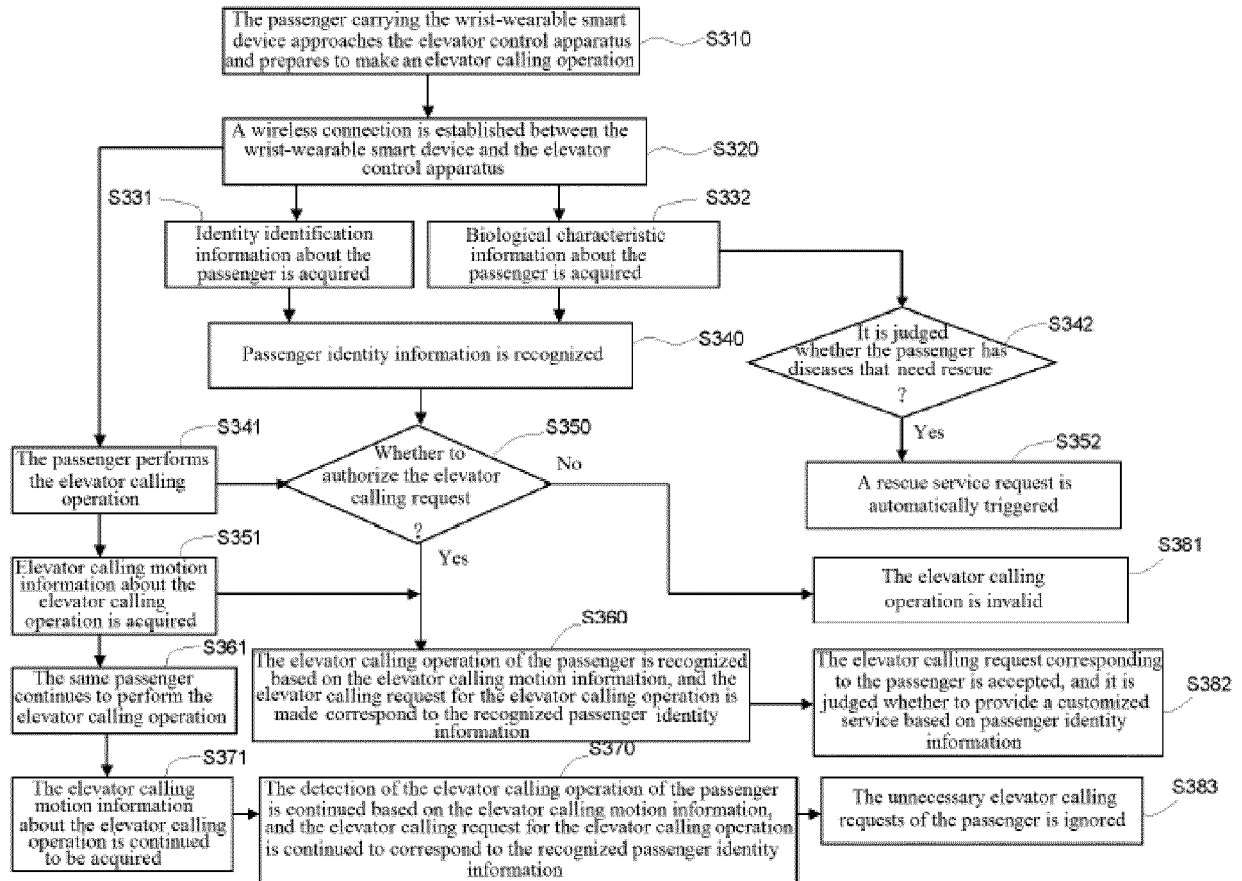 The passenger carrying the wrist-wearable smart
device approaches the elevator control apparatus
and prepares to make an elevator calling operation
S310
A wireless connection is established between the
wrist-wearable smart device and the elevator
control apparatus
S320
S331
Identity identification
information about the
passenger is acquired
S332
Biological characteristic
information about the
passenger is acquired
Passenger identity information is recognized
S340
It is judged
whether the passenger has
diseases that need rescue
?
S342
Yes
S341
The passenger performs
the elevator calling
operation
S350
Whether to
authorize the elevator
calling request
?
No
Yes
S352
A rescue service request is
automatically triggered
S351
Elevator calling motion
information about the
elevator calling
operation is acquired
S381
The elevator calling
operation is invalid
S360
The elevator calling operation of the passenger is recognized
based on the elevator calling motion information, and the
elevator calling request for the elevator calling operation is
made correspond to the recognized passenger identity
information
S361
The same passenger
continues to perform the
elevator calling operation
The elevator calling request corresponding
to the passenger is accepted, and it is
judged whether to provide a customized
service based on passenger identity
information
S382
S371
The elevator calling
motion information
about the elevator calling
operation is continued
to be acquired
S370
The detection of the elevator calling operation of the passenger
is continued based on the elevator calling motion information,
and the elevator calling request for the elevator calling operation
is continued to correspond to the recognized passenger identity
information
The unnecessary elevator calling
requests of the passenger is ignored
S383